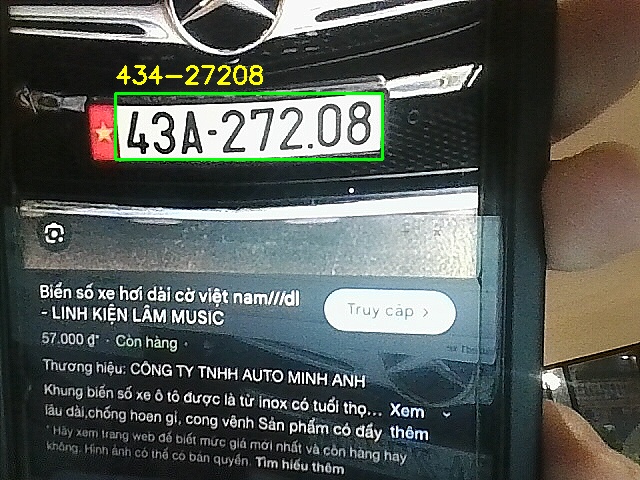 434-27208
43A-272.08
Biển số xe hơi dài cờ việt nam///dl
- LINH KIỆN LÂM MUSIC
Truy cập >
57.000 ₫* · Còn hàng
Thương hiệu: CÔNG TY TNHH AUTO MINH ANH
Khung biển số xe ô tô được là từ inox có tuổi thọ... Xem
lâu dài,chống hoen gỉ, cong vênh Sản phẩm có đầy thêm
* Hãy xem trang web để biết mức giá mới nhất và còn hàng hay
không. Hình ảnh có thể có bản quyền. Tìm hiểu thêm